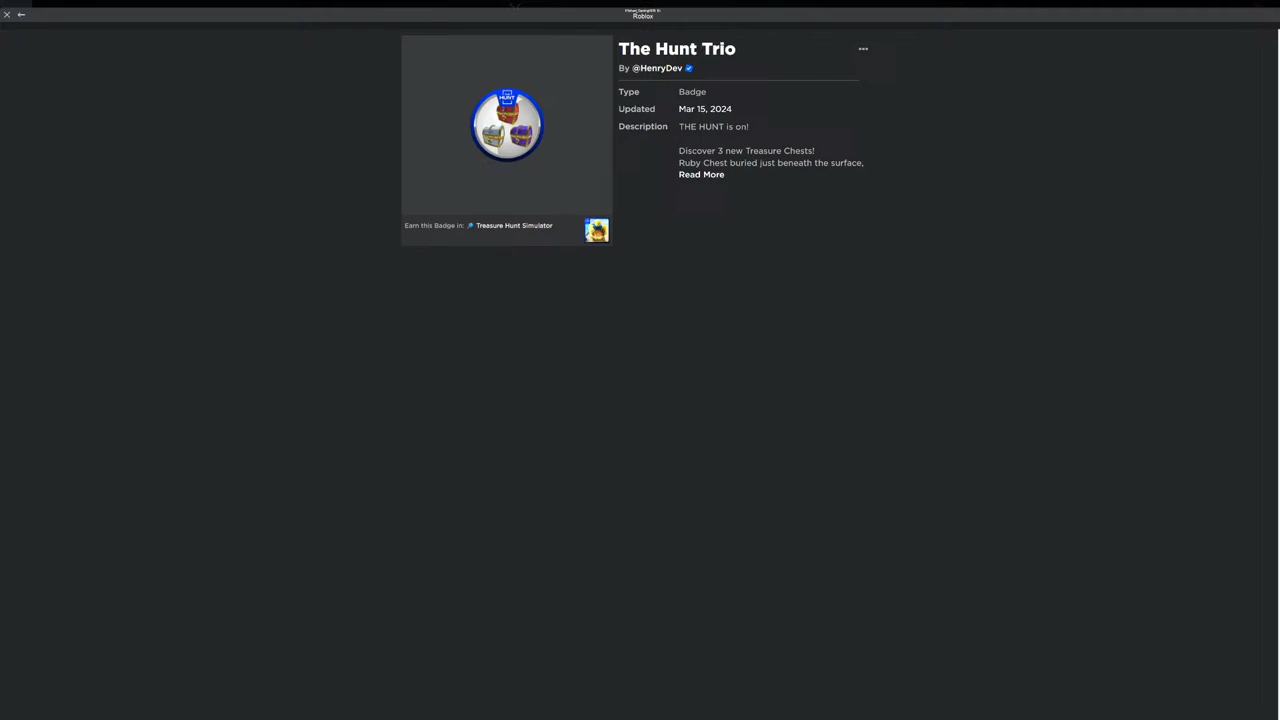 Roblox
The Hunt Trio
By @HenryDev
Type Badge
Updated Mar 15, 2024
Description THE HUNT is on!
Discover 3 new Treasure Chests!
Ruby Chest buried just beneath the surface,
Read More
THE
HUNT
Earn this Badge in: Treasure Hunt Simulator